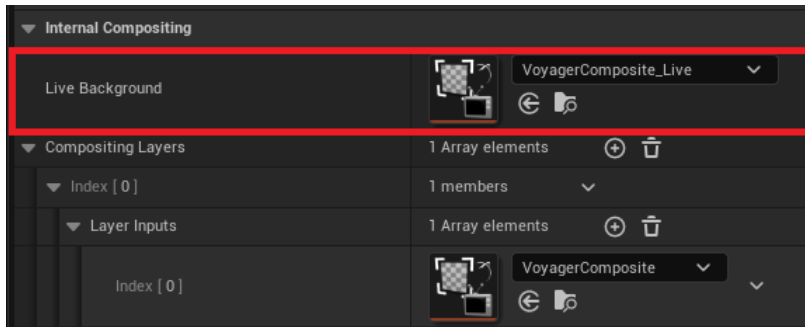 Internal Compositing
Live Background
VoyagerComposite_Live
Compositing Layers
1 Array elements
Index [ 0 ]
1 members
Layer Inputs
1 Array elements
Index [ 0 ]
VoyagerComposite